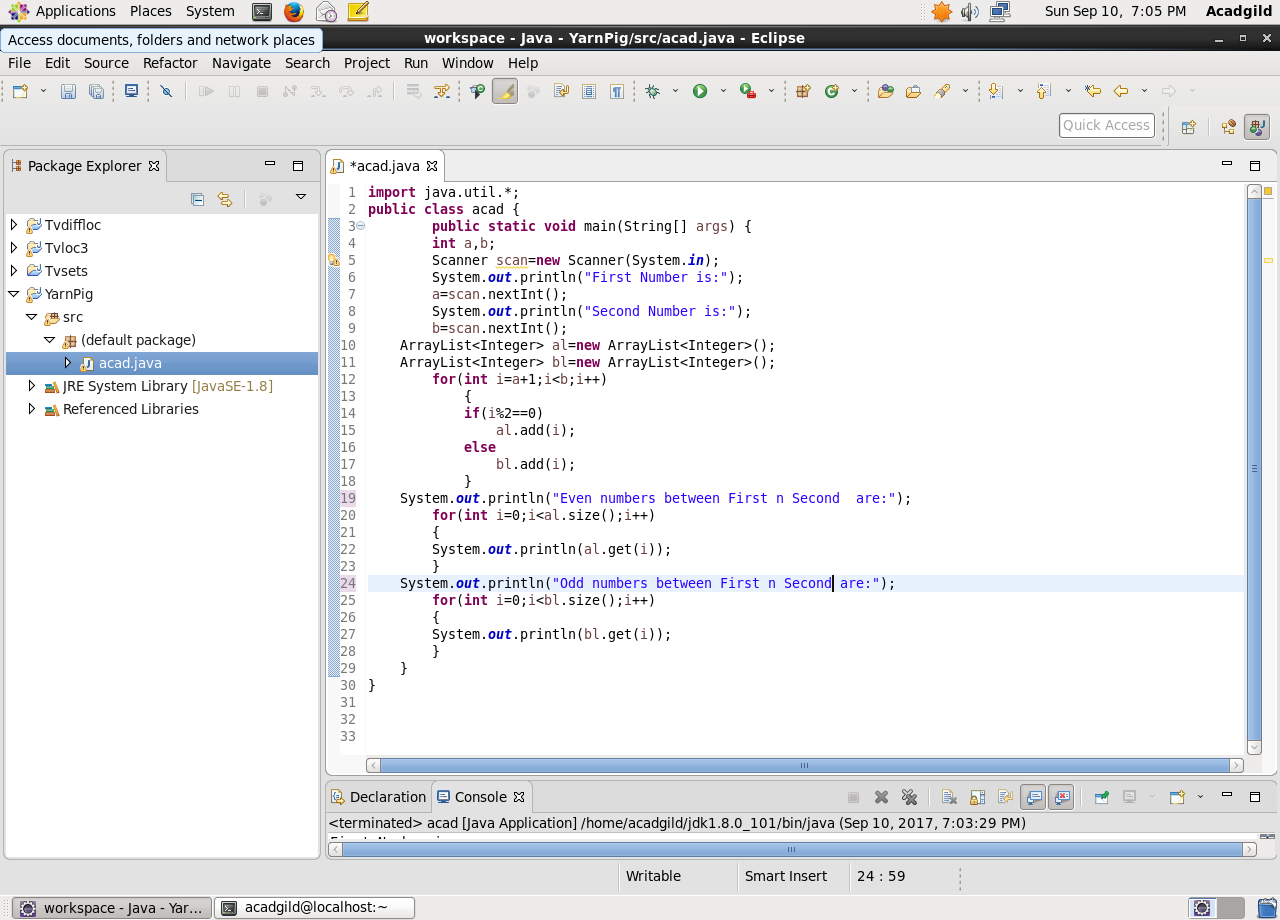 Applications Places System Sun Sep 10, 7:05 PM Acadgild
Access documents, folders and network places
workspace - Java - YarnPig/src/acad.java - Eclipse
File Edit Source Refactor Navigate Search Project Run Window Help
Quick Access
Package Explorer
Tvdiffloc
Tvloc3
Tvsets
YarnPig
src
(default package)
acad.java
JRE System Library [JavaSE-1.8]
Referenced Libraries
*acad.java
1 import java.util.*;
2 public class acad {
3 public static void main(String[] args) {
4 int a,b;
5 Scanner scan=new Scanner(System.in);
6 System.out.println("First Number is:");
7 a=scan.nextInt();
8 System.out.println("Second Number is:");
9 b=scan.nextInt();
10 ArrayList<Integer> al=new ArrayList<Integer>();
11 ArrayList<Integer> bl=new ArrayList<Integer>();
12 for(int i=a+1;i<b;i++)
13 {
14 if(i%2==0)
15 al.add(i);
16 else
17 bl.add(i);
18 }
19 System.out.println("Even numbers between First n Second  are:");
20 for(int i=0;i<al.size();i++)
21 {
22 System.out.println(al.get(i));
23 }
24 System.out.println("Odd numbers between First n Second are:");
25 for(int i=0;i<bl.size();i++)
26 {
27 System.out.println(bl.get(i));
28 }
29 }
30 }
31
32
33
Declaration Console
<terminated> acad [Java Application] /home/acadgild/jdk1.8.0_101/bin/java (Sep 10, 2017, 7:03:29 PM)
Writable Smart Insert 24 : 59
workspace - Java - Yar... acadgild@localhost:~